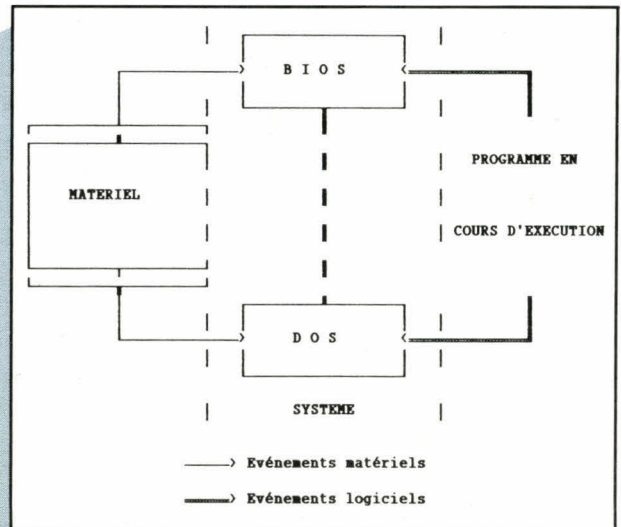 B I O S
PROGRAMME EN
MATERIEL
COURS D'EXECUTION
D O S
SYSTEME
Evénements matériels
Evénements logiciels